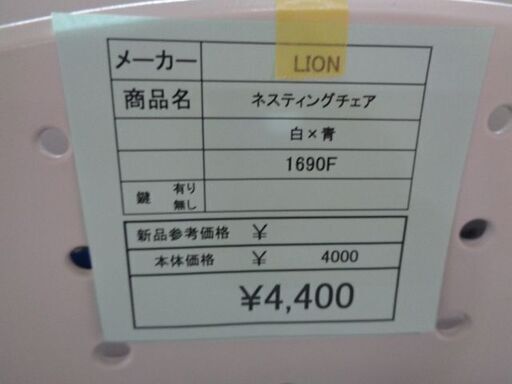 メーカー LION
商品名 ネスティングチェア
白×青
1690F
鍵 有り 無し
新品参考価格 ¥
本体価格 ¥ 4000
¥4,400